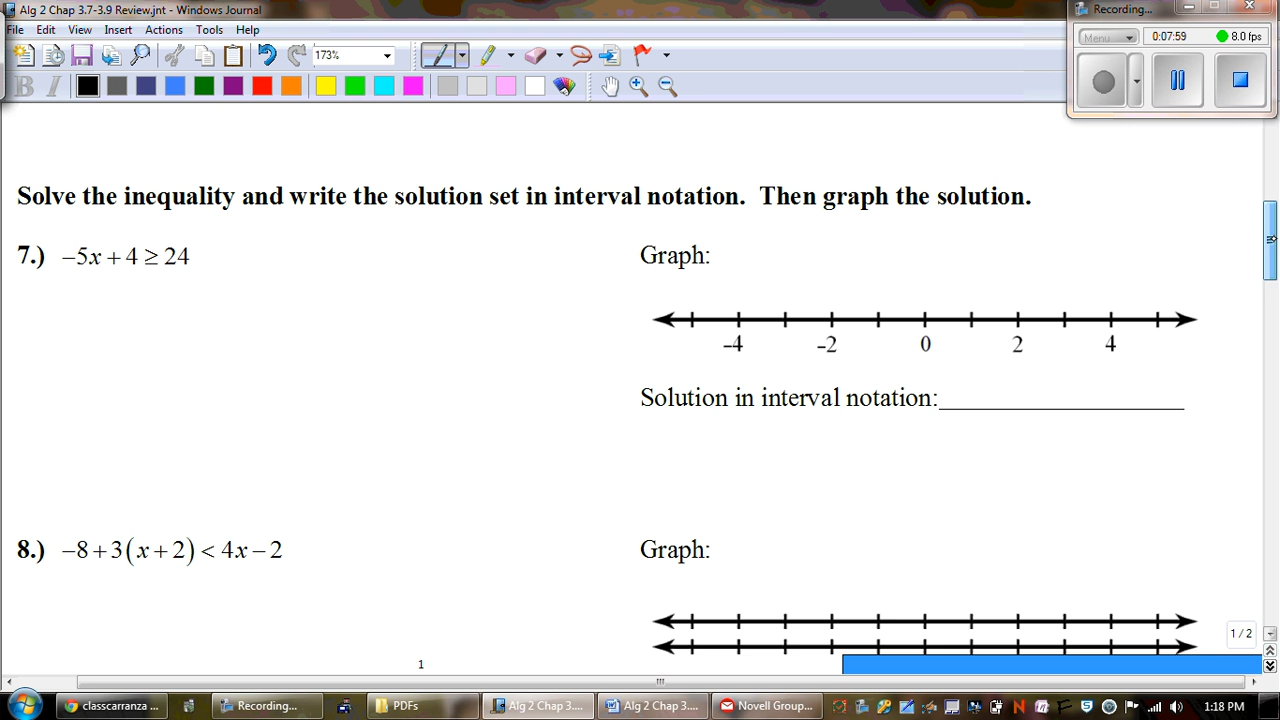 Alg 2 Chap 3.7-3.9 Review.jnt - Windows Journal
Recording...
File Edit View Insert Actions Tools Help
Menu 0:07:59 8.0 fps
173%
B I
Solve the inequality and write the solution set in interval notation. Then graph the solution.
7.) −5x + 4 ≥ 24 Graph:
-4 -2 0 2 4
Solution in interval notation:__________________
8.) −8 + 3(x + 2) < 4x − 2 Graph:
1 / 2
1
classcarranza ... Recording... PDFs Alg 2 Chap 3.... Alg 2 Chap 3.... Novell Group... 1:18 PM